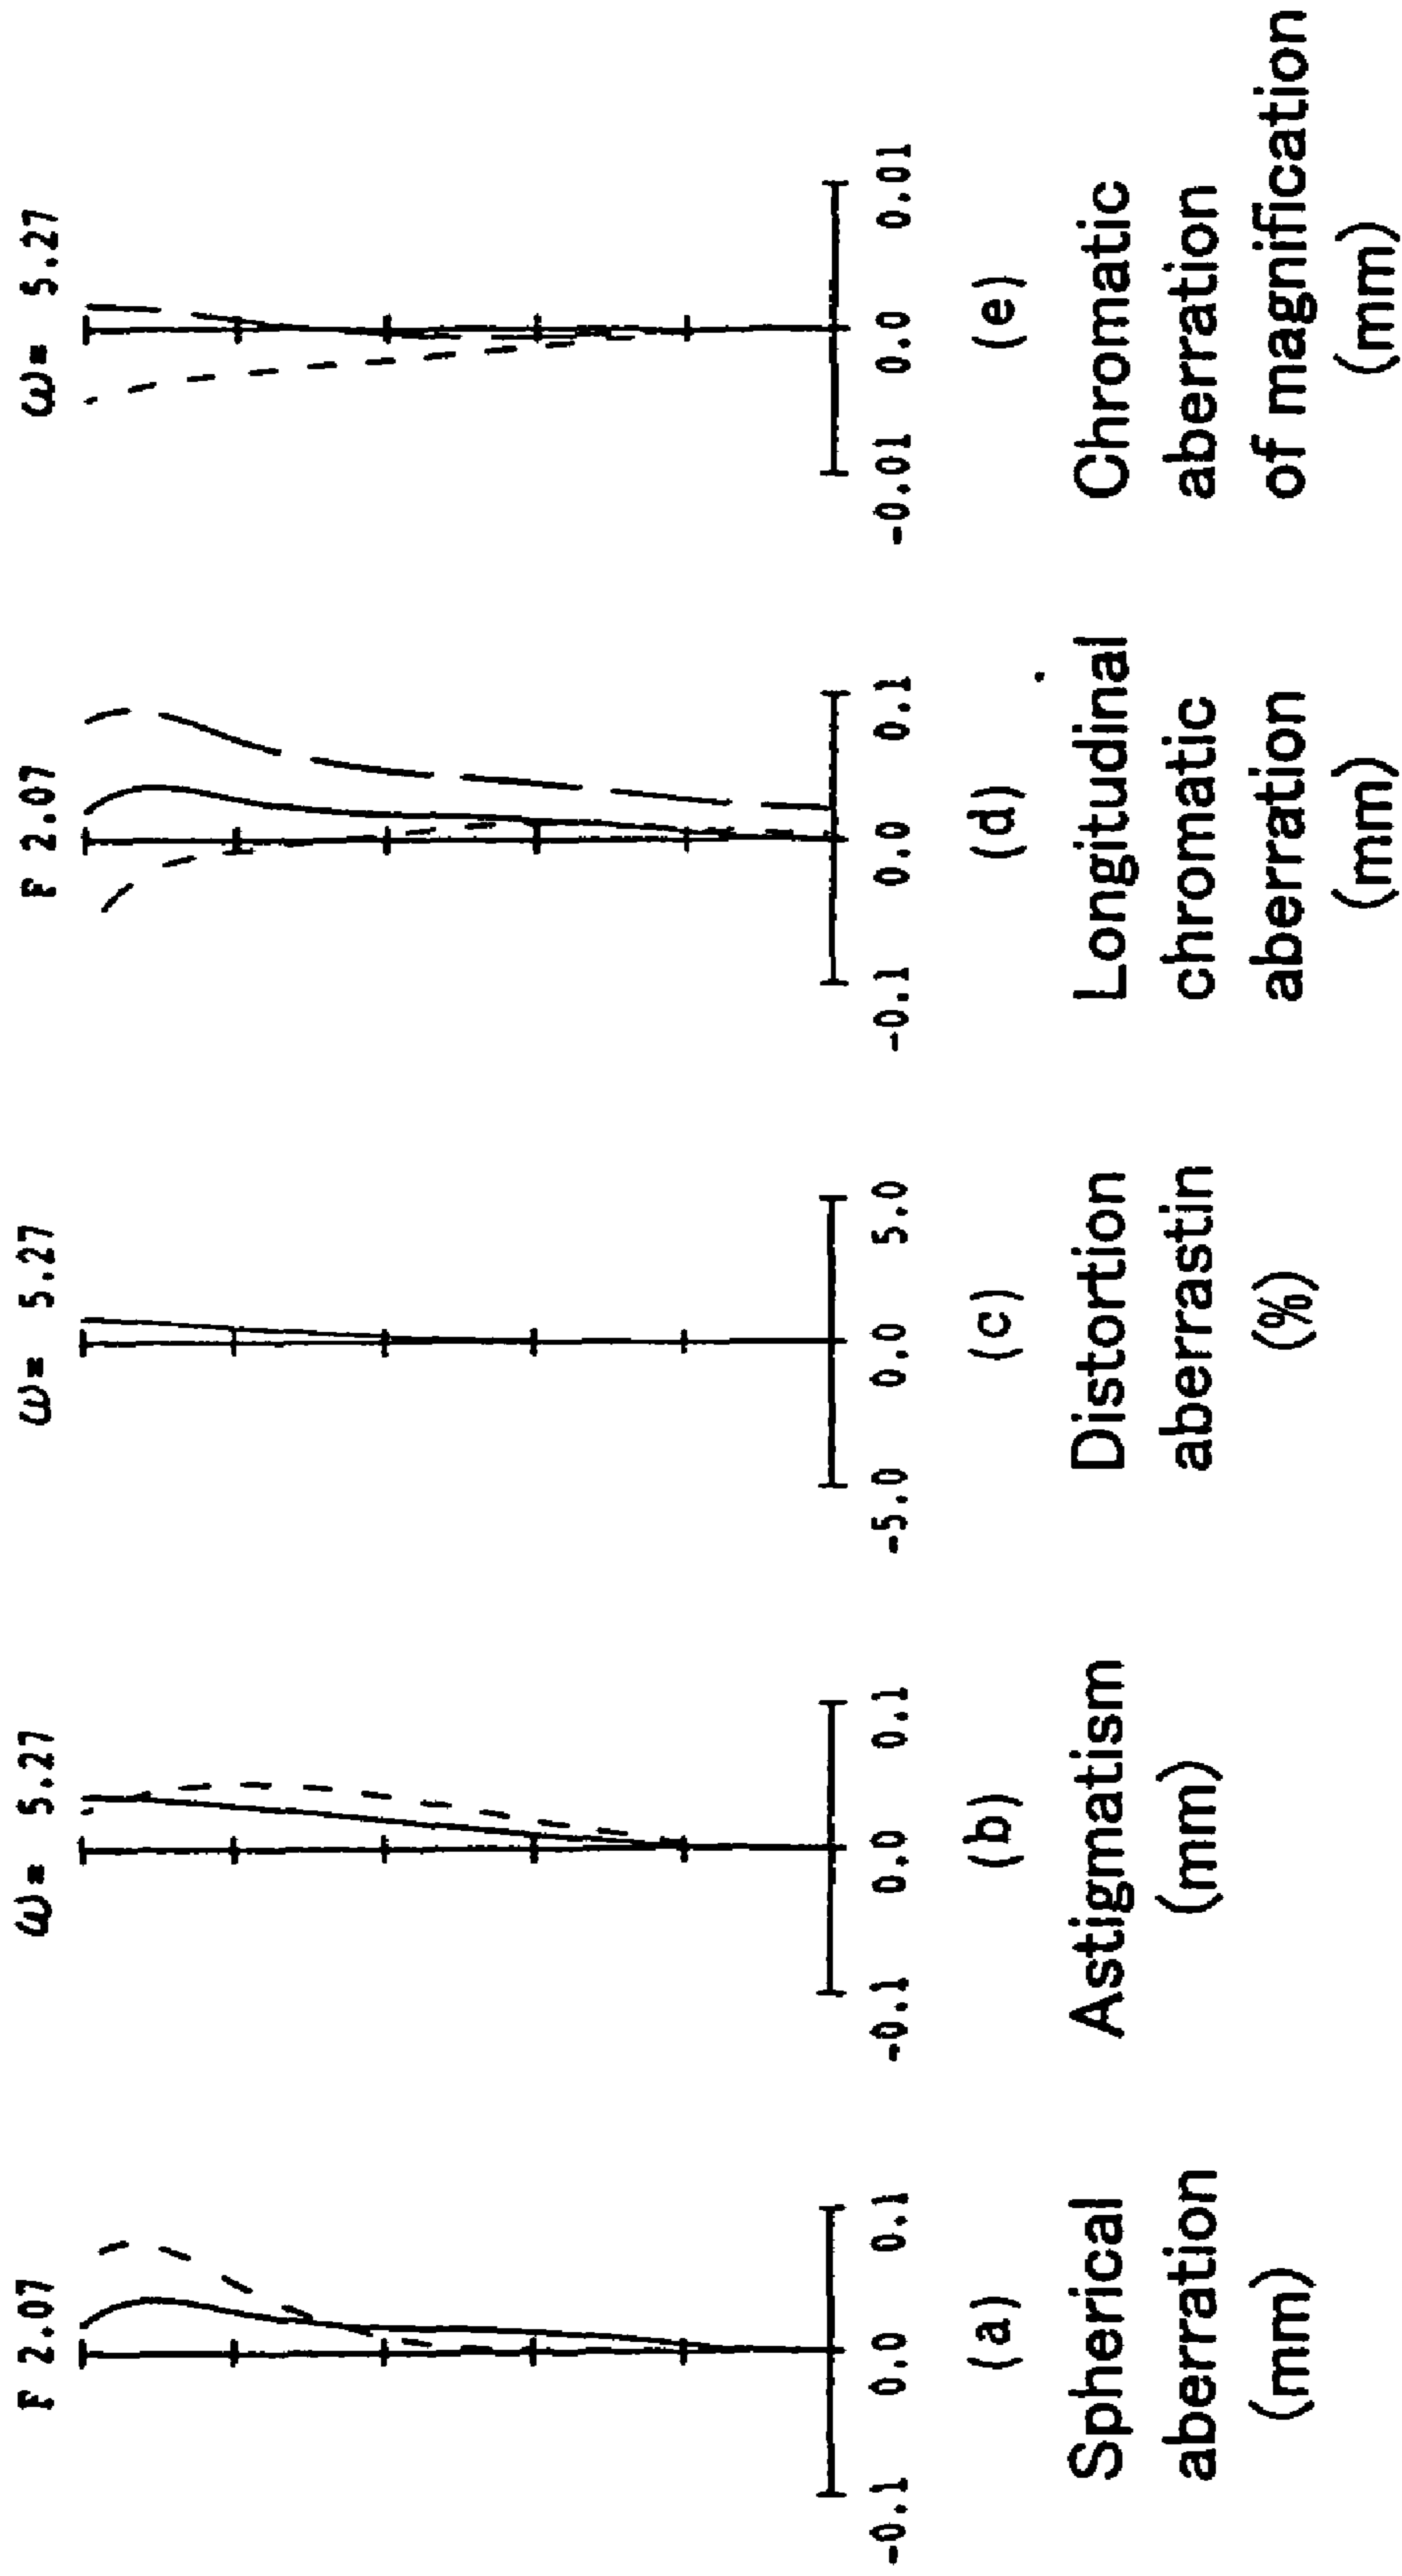 F 2.07
-0.1 0.0 0.1
(a)
Spherical
aberration
(mm)
ω= 5.27
-0.1 0.0 0.1
(b)
Astigmatism
(mm)
ω= 5.27
-5.0 0.0 5.0
(c)
Distortion
aberrastin
(%)
F 2.07
-0.1 0.0 0.1
(d)
Longitudinal
chromatic
aberration
(mm)
ω= 5.27
-0.01 0.0 0.01
(e)
Chromatic
aberration
of magnification
(mm)